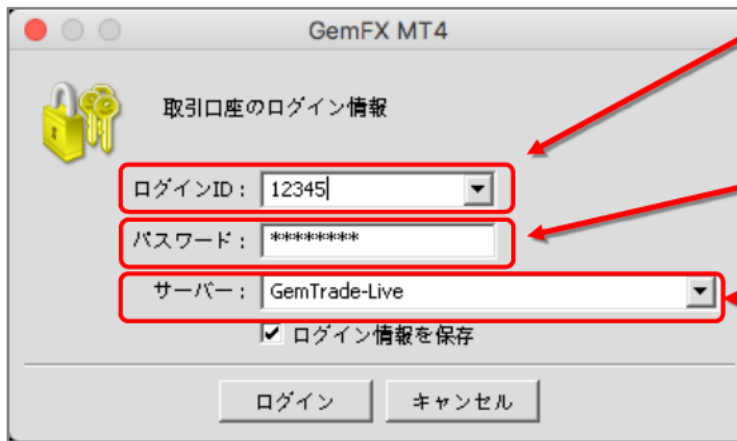 GemFX MT4
取引口座のログイン情報
ログインID： 12345
パスワード： ********
サーバー： GemTrade-Live
ログイン情報を保存
ログイン キャンセル